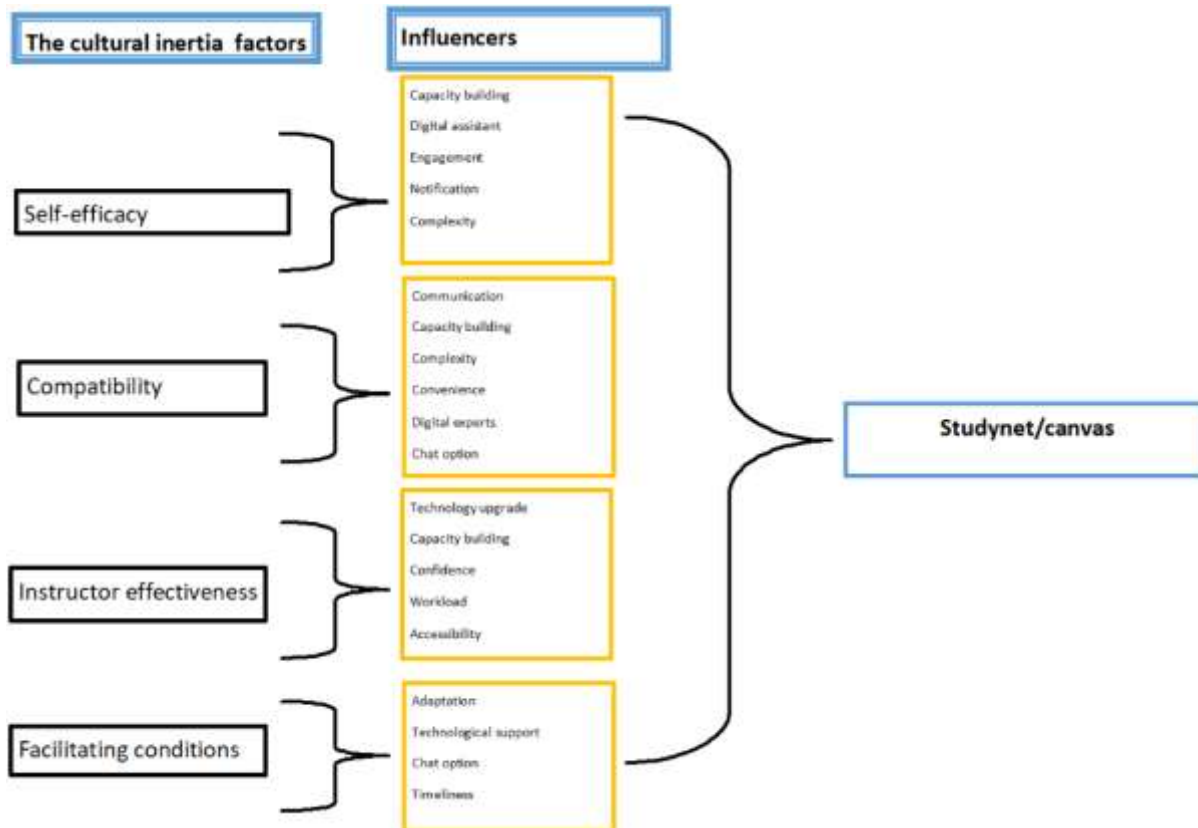 The cultural inertia factors
Influencers
Self-efficacy
Capacity building
Digital assistant
Engagement
Notification
Complexity
Compatibility
Communication
Capacity building
Complexity
Convenience
Digital experts
Chat option
Instructor effectiveness
Technology upgrade
Capacity building
Confidence
Workload
Accessibility
Facilitating conditions
Adaptation
Technological support
Chat option
Timeliness
Studynet/canvas